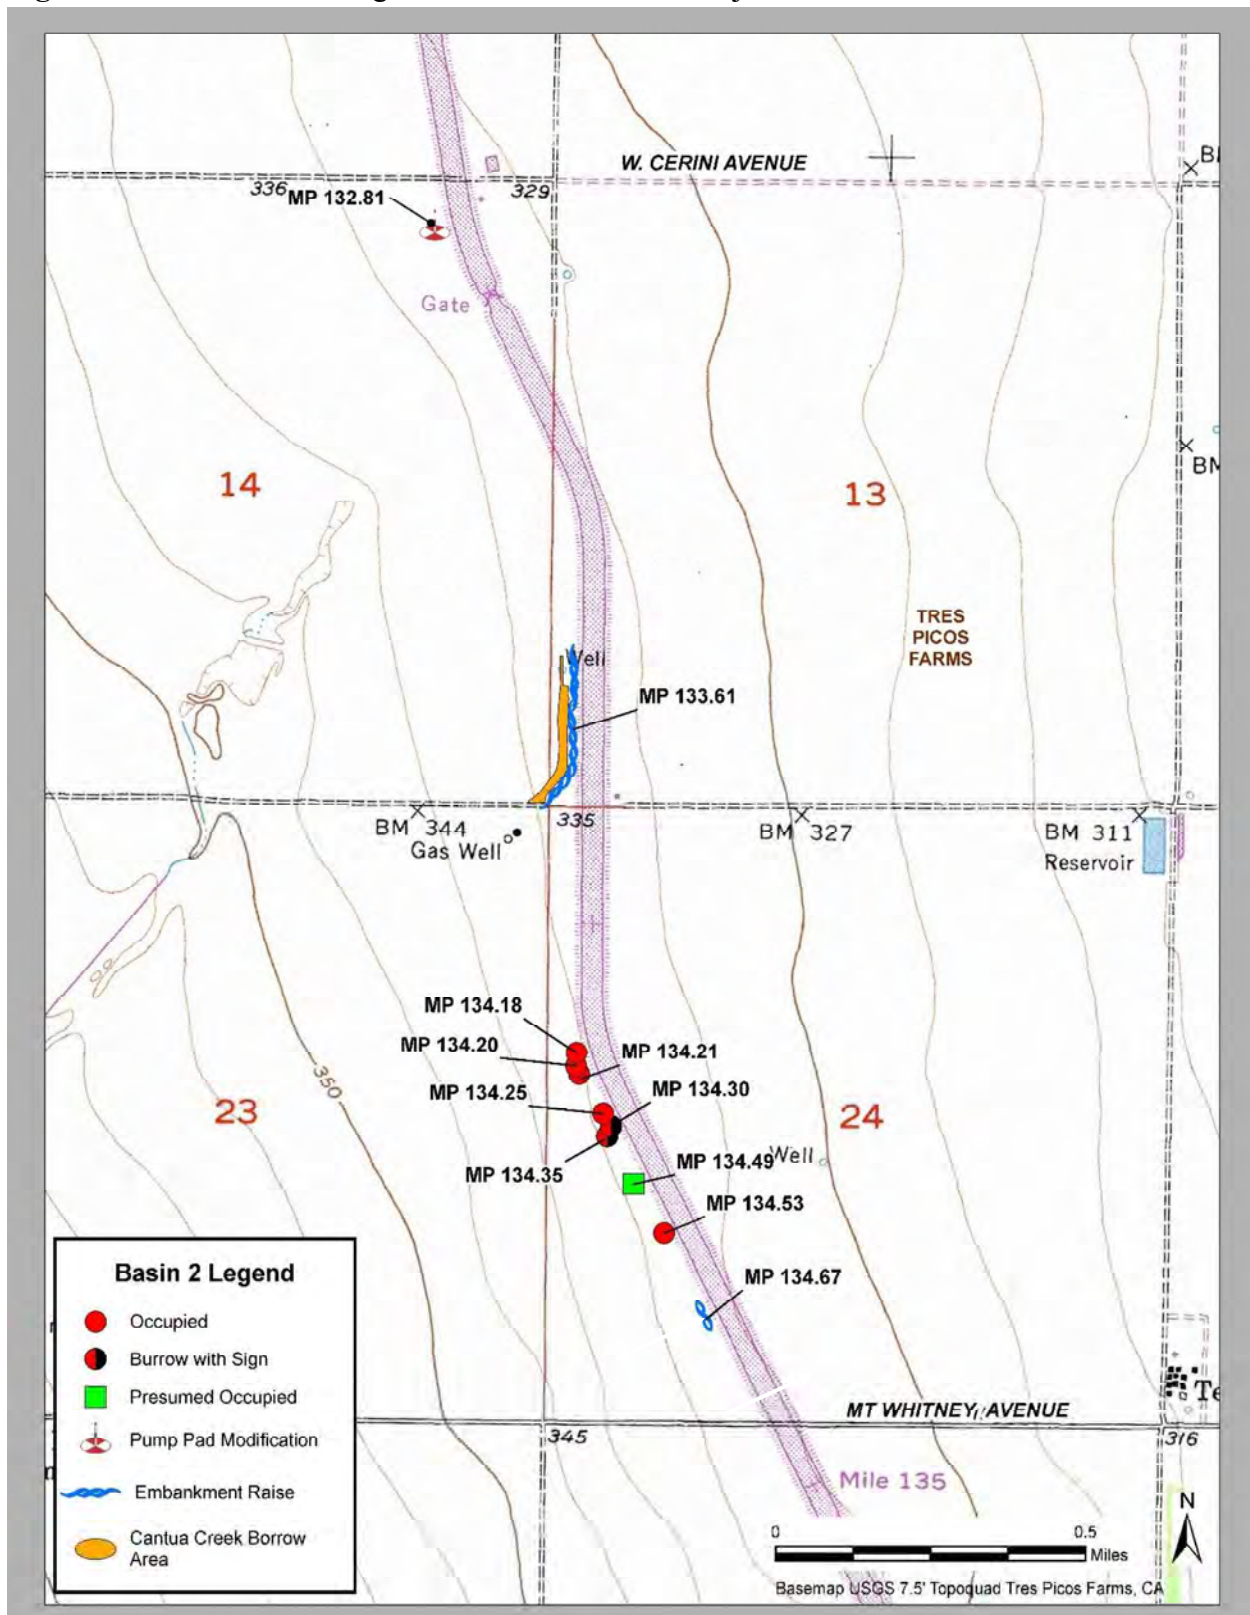 W. CERINI AVENUE
336
329
MP 132.81
Gate
14
13
TRES
PICOS
FARMS
Well
MP 133.61
335
BM 344
Gas Well
BM 327
BM 311
Reservoir
MP 134.18
MP 134.20
MP 134.21
MP 134.25
MP 134.30
350
23
24
MP 134.35
MP 134.49
Well
MP 134.53
MP 134.67
Basin 2 Legend
Occupied
Burrow with Sign
Presumed Occupied
Pump Pad Modification
Embankment Raise
Cantua Creek Borrow
Area
MT WHITNEY AVENUE
345
316
Mile 135
N
0 0.5
Miles
Basemap USGS 7.5' Topoquad Tres Picos Farms, CA